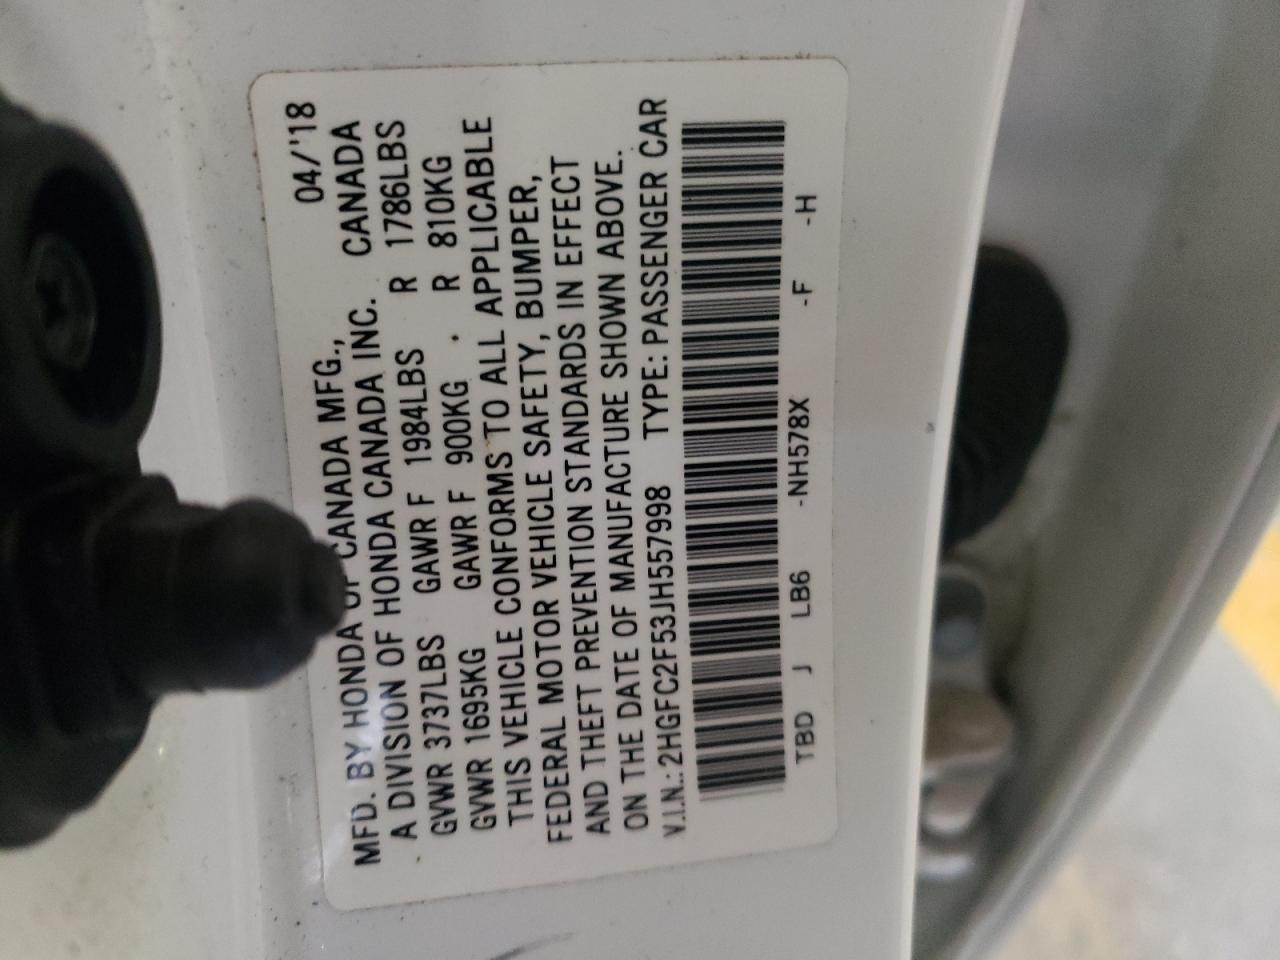 04/'18
MFD. BY HONDA OF CANADA MFG.,
A DIVISION OF HONDA CANADA INC. CANADA
GVWR 3737LBS GAWR F 1984LBS R 1786LBS
GVWR 1695KG GAWR F 900KG R 810KG
THIS VEHICLE CONFORMS TO ALL APPLICABLE
FEDERAL MOTOR VEHICLE SAFETY, BUMPER,
AND THEFT PREVENTION STANDARDS IN EFFECT
ON THE DATE OF MANUFACTURE SHOWN ABOVE.
V.I.N.: 2HGFC2F53JH557998 TYPE: PASSENGER CAR
TBD J LB6 -NH578X -F -H